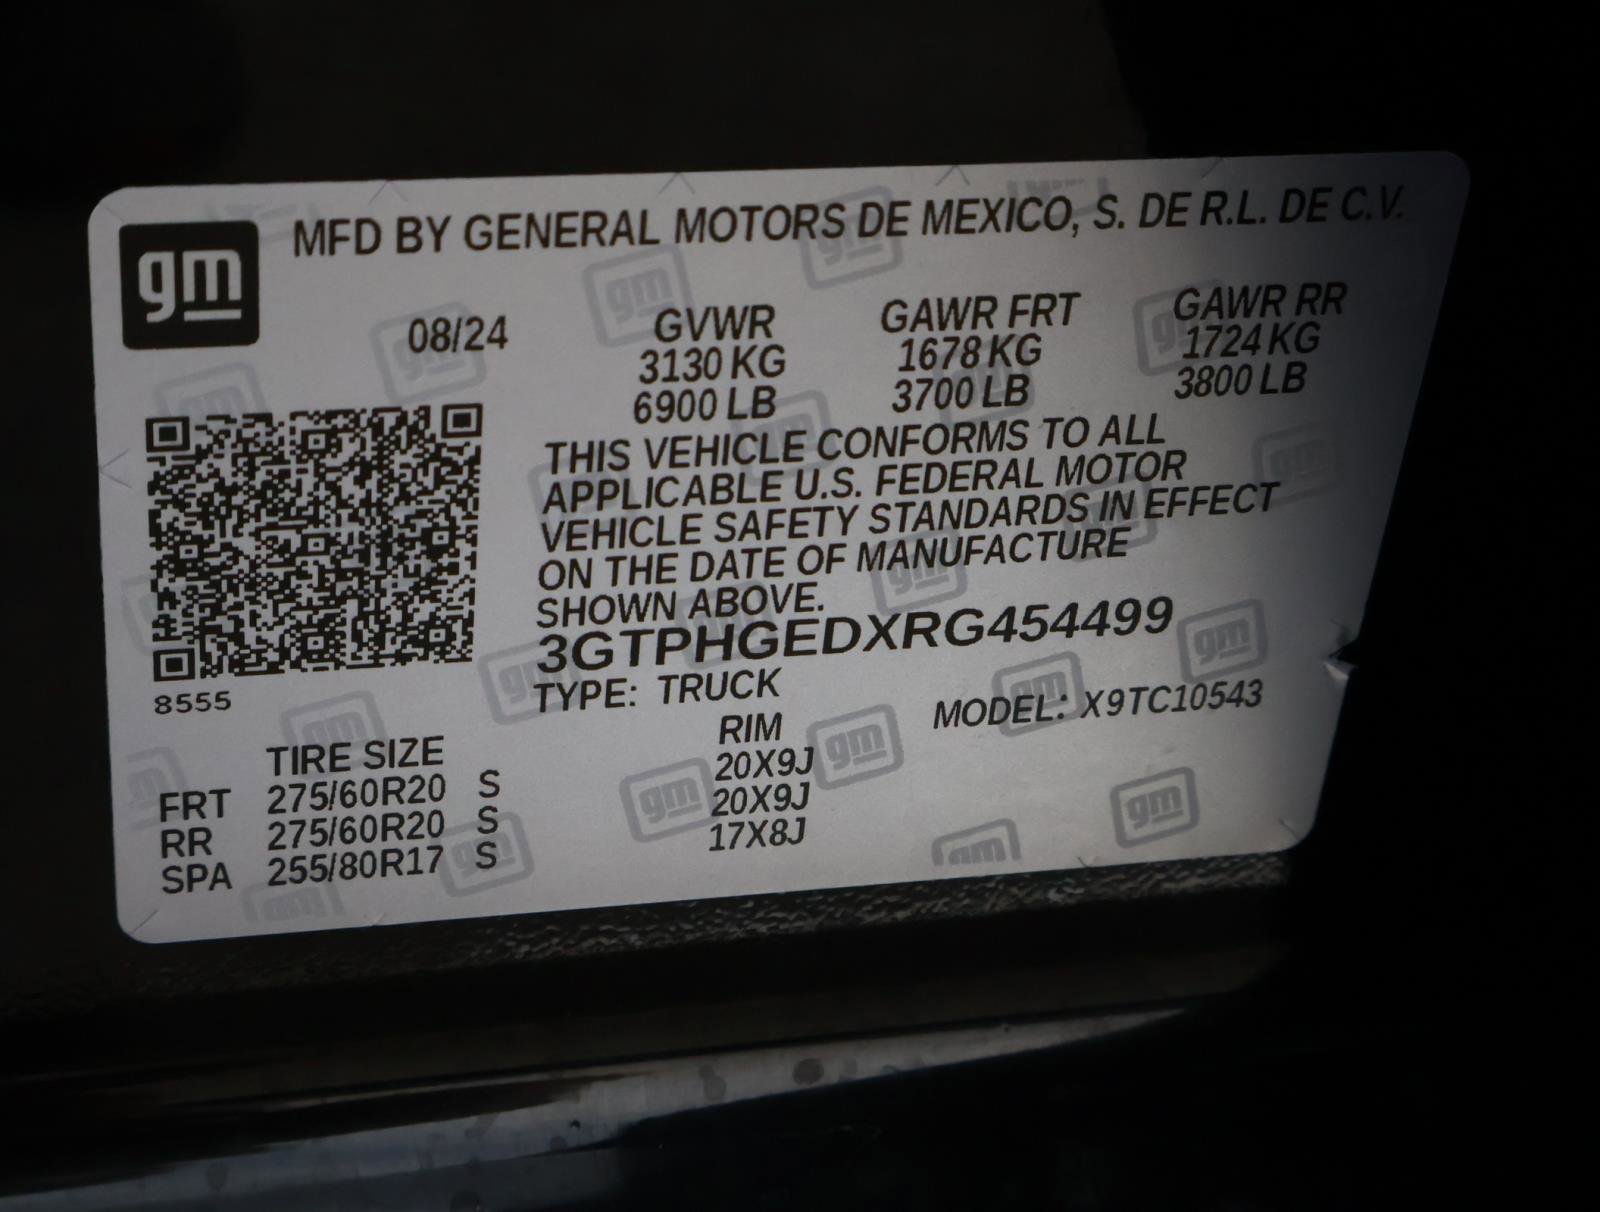 gm
MFD BY GENERAL MOTORS DE MEXICO, S. DE R.L. DE C.V.
08/24
GVWR
3130 KG
6900 LB
GAWR FRT
1678 KG
3700 LB
GAWR RR
1724 KG
3800 LB
THIS VEHICLE CONFORMS TO ALL
APPLICABLE U.S. FEDERAL MOTOR
VEHICLE SAFETY STANDARDS IN EFFECT
ON THE DATE OF MANUFACTURE
SHOWN ABOVE.
3GTPHGEDXRG454499
TYPE: TRUCK
MODEL: X9TC10543
8555
TIRE SIZE RIM
FRT 275/60R20 S 20X9J
RR 275/60R20 S 20X9J
SPA 255/80R17 S 17X8J